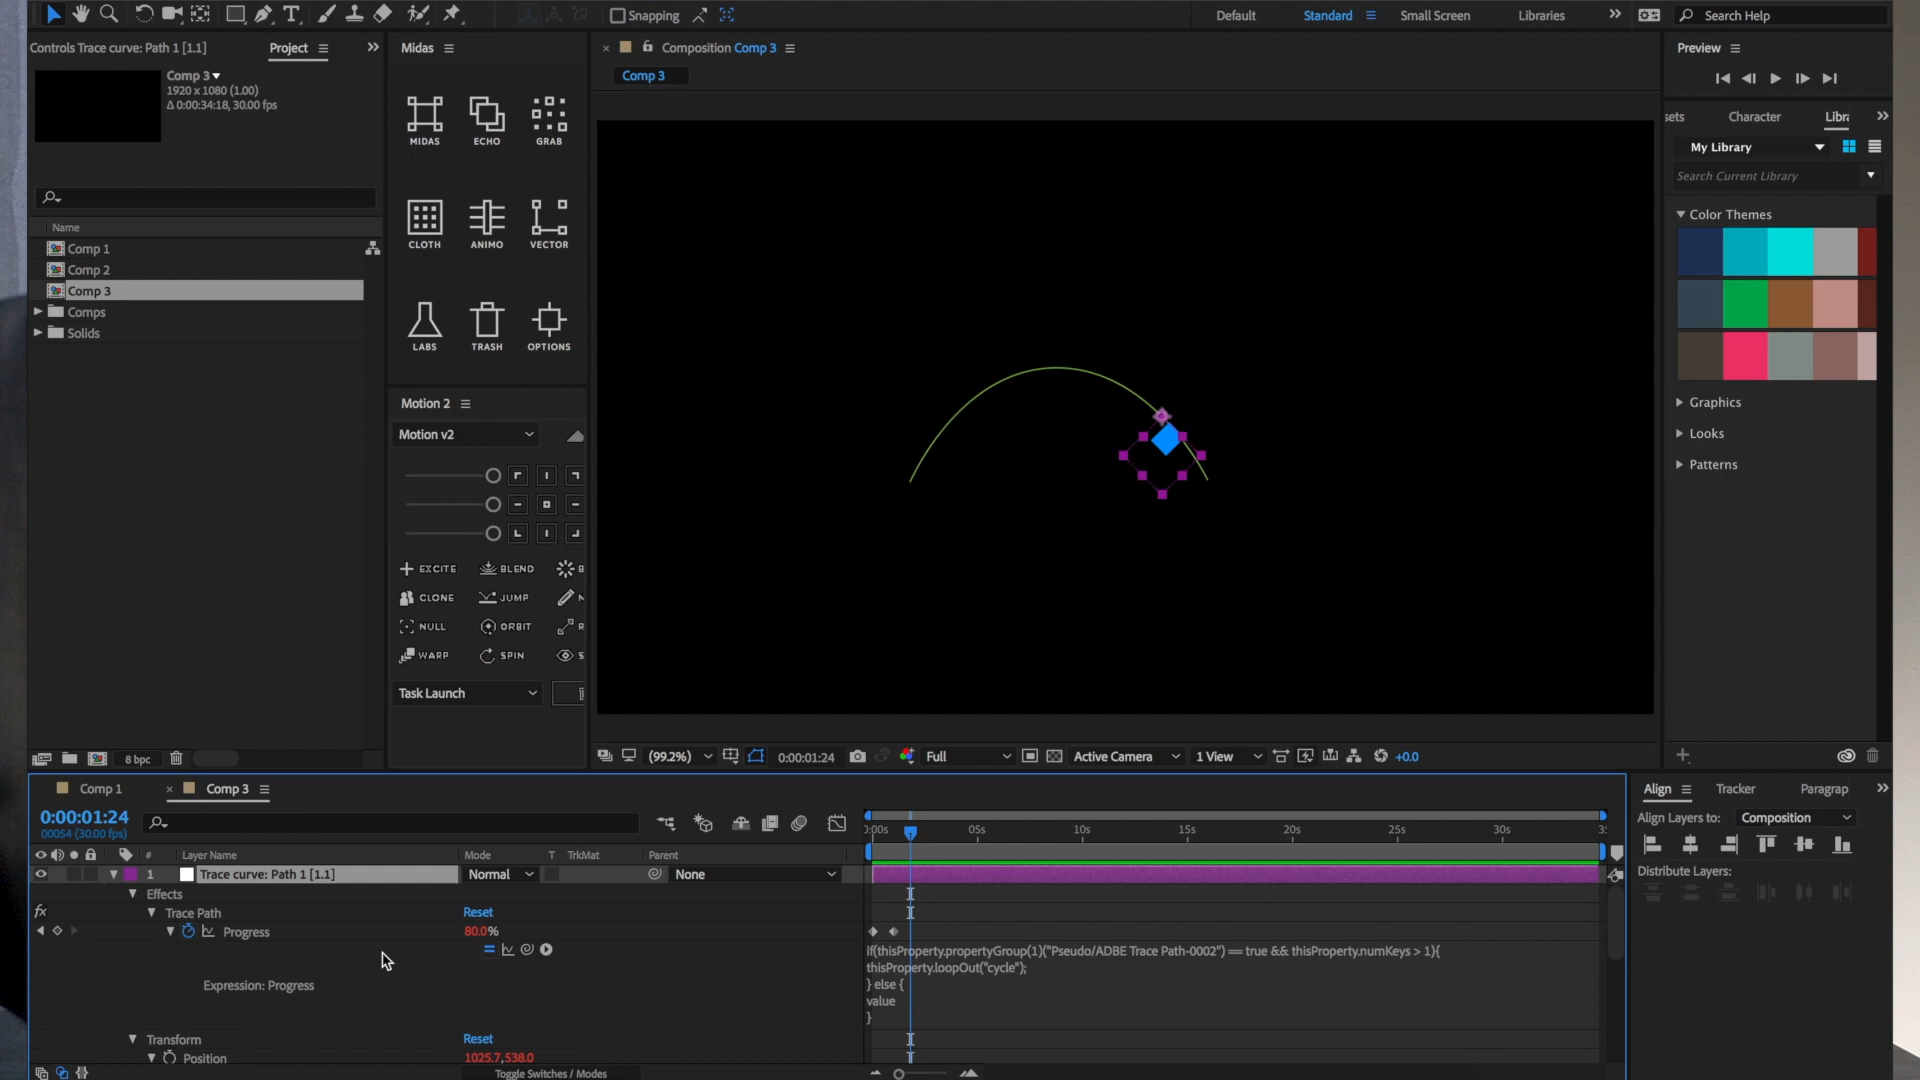 Snapping
Default
Standard
Small Screen
Libraries
Search Help
Controls Trace curve: Path 1 [1.1]
Project
Comp 3
1920 x 1080 (1.00)
Δ 0:00:34:18, 30.00 fps
Name
Comp 1
Comp 2
Comp 3
Comps
Solids
8 bpc
Midas
MIDAS
ECHO
GRAB
CLOTH
ANIMO
VECTOR
LABS
TRASH
OPTIONS
Motion 2
Motion v2
EXCITE
BLEND
CLONE
JUMP
NULL
ORBIT
WARP
SPIN
Task Launch
Composition Comp 3
Comp 3
(99.2%)
0:00:01:24
Full
Active Camera
1 View
+0.0
Preview
sets
Character
Libra
My Library
Search Current Library
Color Themes
Graphics
Looks
Patterns
Comp 1
Comp 3
0:00:01:24
00054 (30.00 fps)
# Layer Name
Mode
T TrkMat
Parent
1 Trace curve: Path 1 [1.1]
Normal
None
Effects
fx
Trace Path
Reset
Progress
80.0%
Expression: Progress
Transform
Reset
Position
1025.7,538.0
Toggle Switches / Modes
):00s
05s
10s
15s
20s
25s
30s
if(thisProperty.propertyGroup(1)("Pseudo/ADBE Trace Path-0002") == true && thisProperty.numKeys > 1){
thisProperty.loopOut("cycle");
} else {
value
}
Align
Tracker
Paragrap
Align Layers to:
Composition
Distribute Layers: